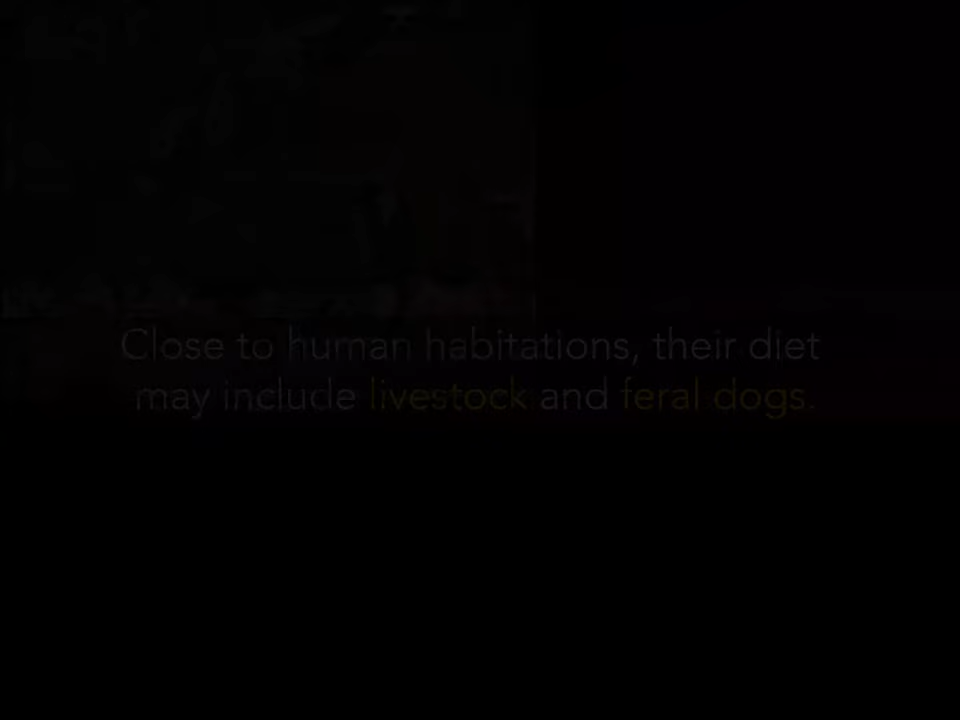 Close to human habitations, their diet
may include livestock and feral dogs.